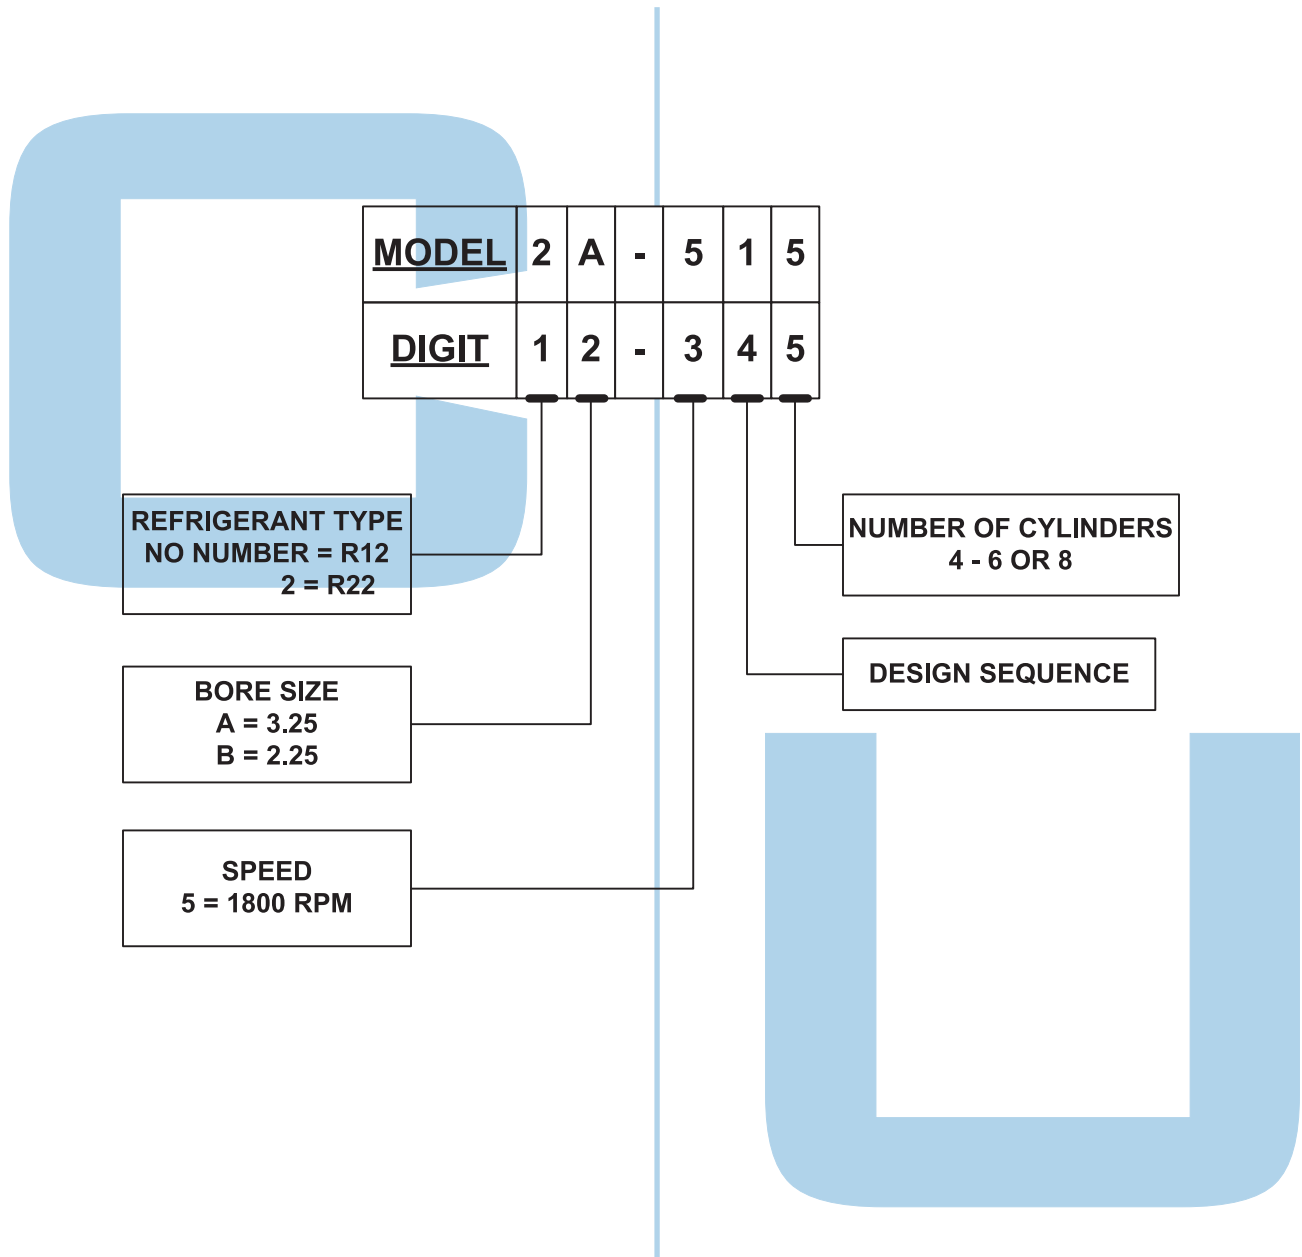 MODEL 2 A - 5 1 5
DIGIT 1 2 - 3 4 5
REFRIGERANT TYPE
NO NUMBER = R12
2 = R22
NUMBER OF CYLINDERS
4 - 6 OR 8
BORE SIZE
A = 3.25
B = 2.25
DESIGN SEQUENCE
SPEED
5 = 1800 RPM